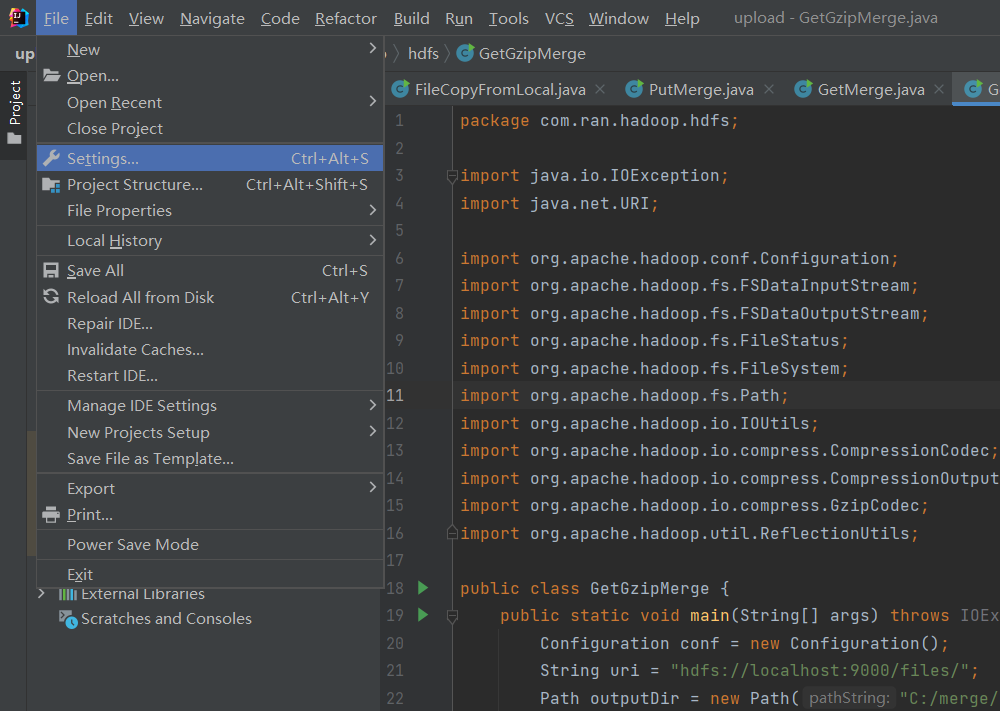 File Edit View Navigate Code Refactor Build Run Tools VCS Window Help upload - GetGzipMerge.java
up
hdfs GetGzipMerge
Project
New
Open...
Open Recent
Close Project
Settings... Ctrl+Alt+S
Project Structure... Ctrl+Alt+Shift+S
File Properties
Local History
Save All Ctrl+S
Reload All from Disk Ctrl+Alt+Y
Repair IDE...
Invalidate Caches...
Restart IDE...
Manage IDE Settings
New Projects Setup
Save File as Template...
Export
Print...
Power Save Mode
Exit
External Libraries
Scratches and Consoles
FileCopyFromLocal.java PutMerge.java GetMerge.java G
1 package com.ran.hadoop.hdfs;
2
3 import java.io.IOException;
4 import java.net.URI;
5
6 import org.apache.hadoop.conf.Configuration;
7 import org.apache.hadoop.fs.FSDataInputStream;
8 import org.apache.hadoop.fs.FSDataOutputStream;
9 import org.apache.hadoop.fs.FileStatus;
10 import org.apache.hadoop.fs.FileSystem;
11 import org.apache.hadoop.fs.Path;
12 import org.apache.hadoop.io.IOUtils;
13 import org.apache.hadoop.io.compress.CompressionCodec;
14 import org.apache.hadoop.io.compress.CompressionOutput
15 import org.apache.hadoop.io.compress.GzipCodec;
16 import org.apache.hadoop.util.ReflectionUtils;
17
18 public class GetGzipMerge {
19 public static void main(String[] args) throws IOEx
20 Configuration conf = new Configuration();
21 String uri = "hdfs://localhost:9000/files/";
22 Path outputDir = new Path( pathString: "C:/merge/